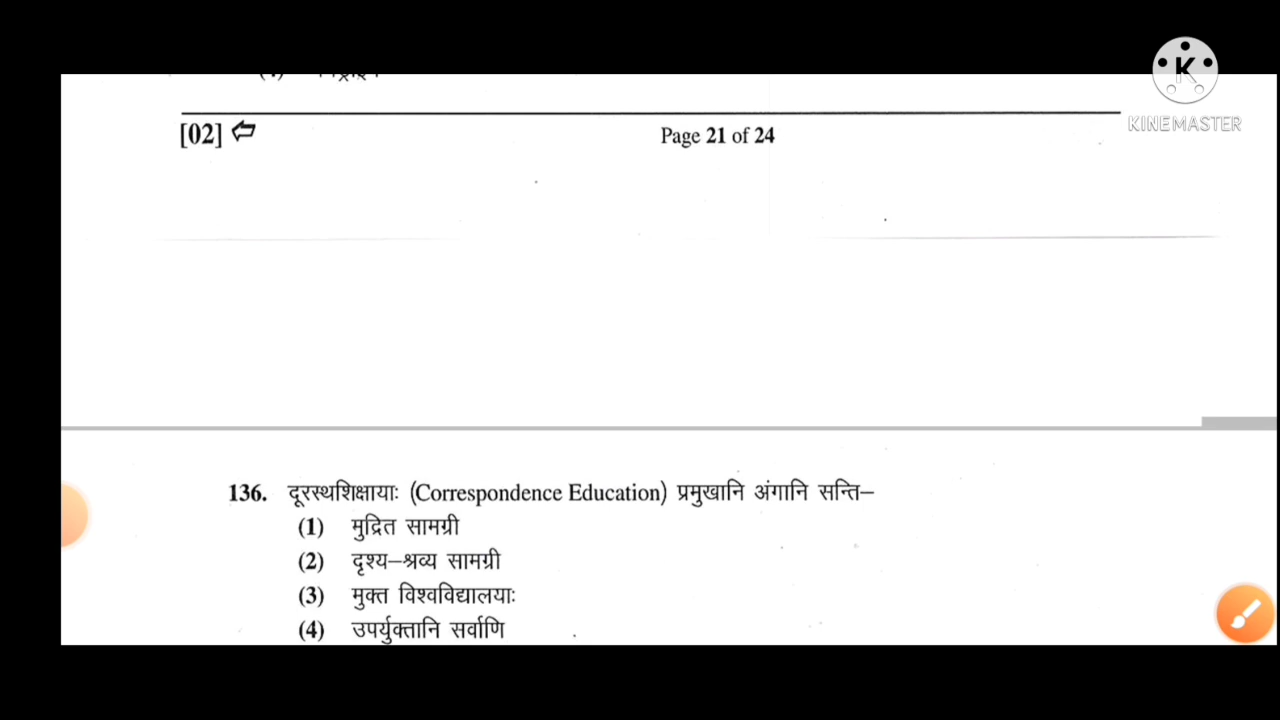 [02]
Page 21 of 24
KINEMASTER
136. दूरस्थशिक्षायाः (Correspondence Education) प्रमुखानि अंगानि सन्ति–
(1) मुद्रित सामग्री
(2) दृश्य–श्रव्य सामग्री
(3) मुक्त विश्वविद्यालयाः
(4) उपर्युक्तानि सर्वाणि